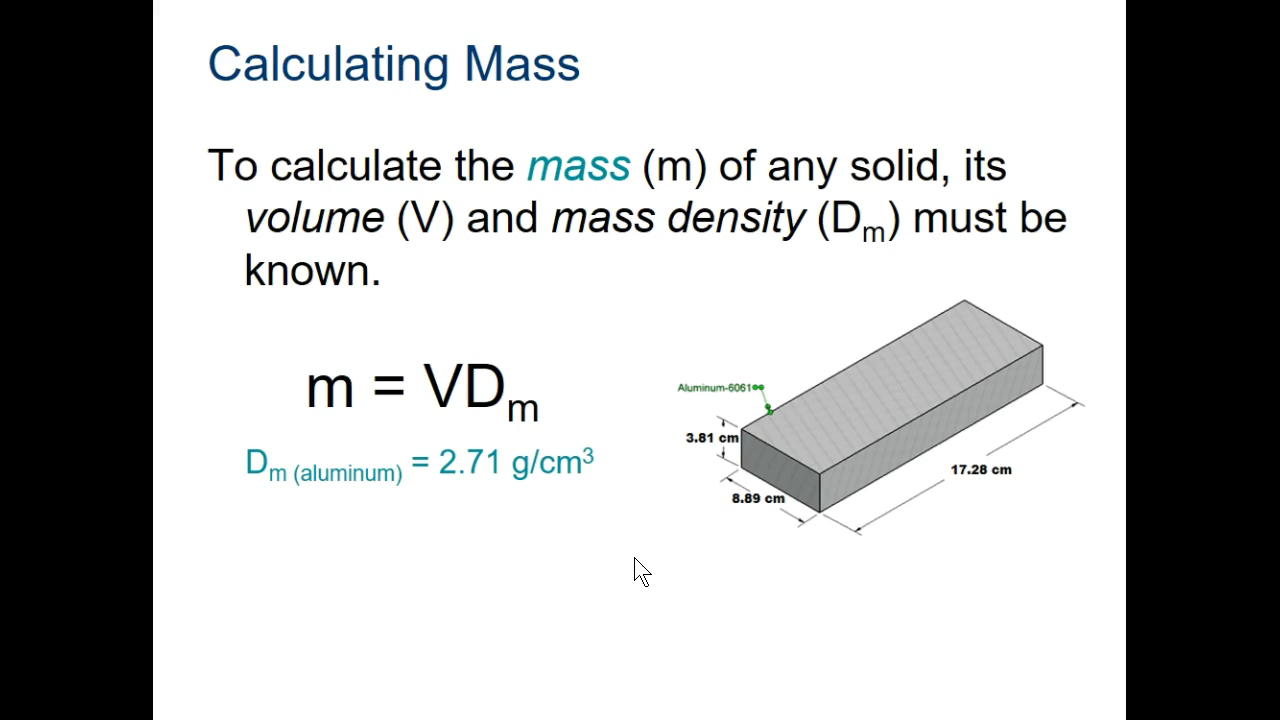 Calculating Mass
To calculate the mass (m) of any solid, its
volume (V) and mass density (Dm) must be
known.
m = VDm
Dm (aluminum) = 2.71 g/cm³
Aluminum-6061
3.81 cm
8.89 cm
17.28 cm